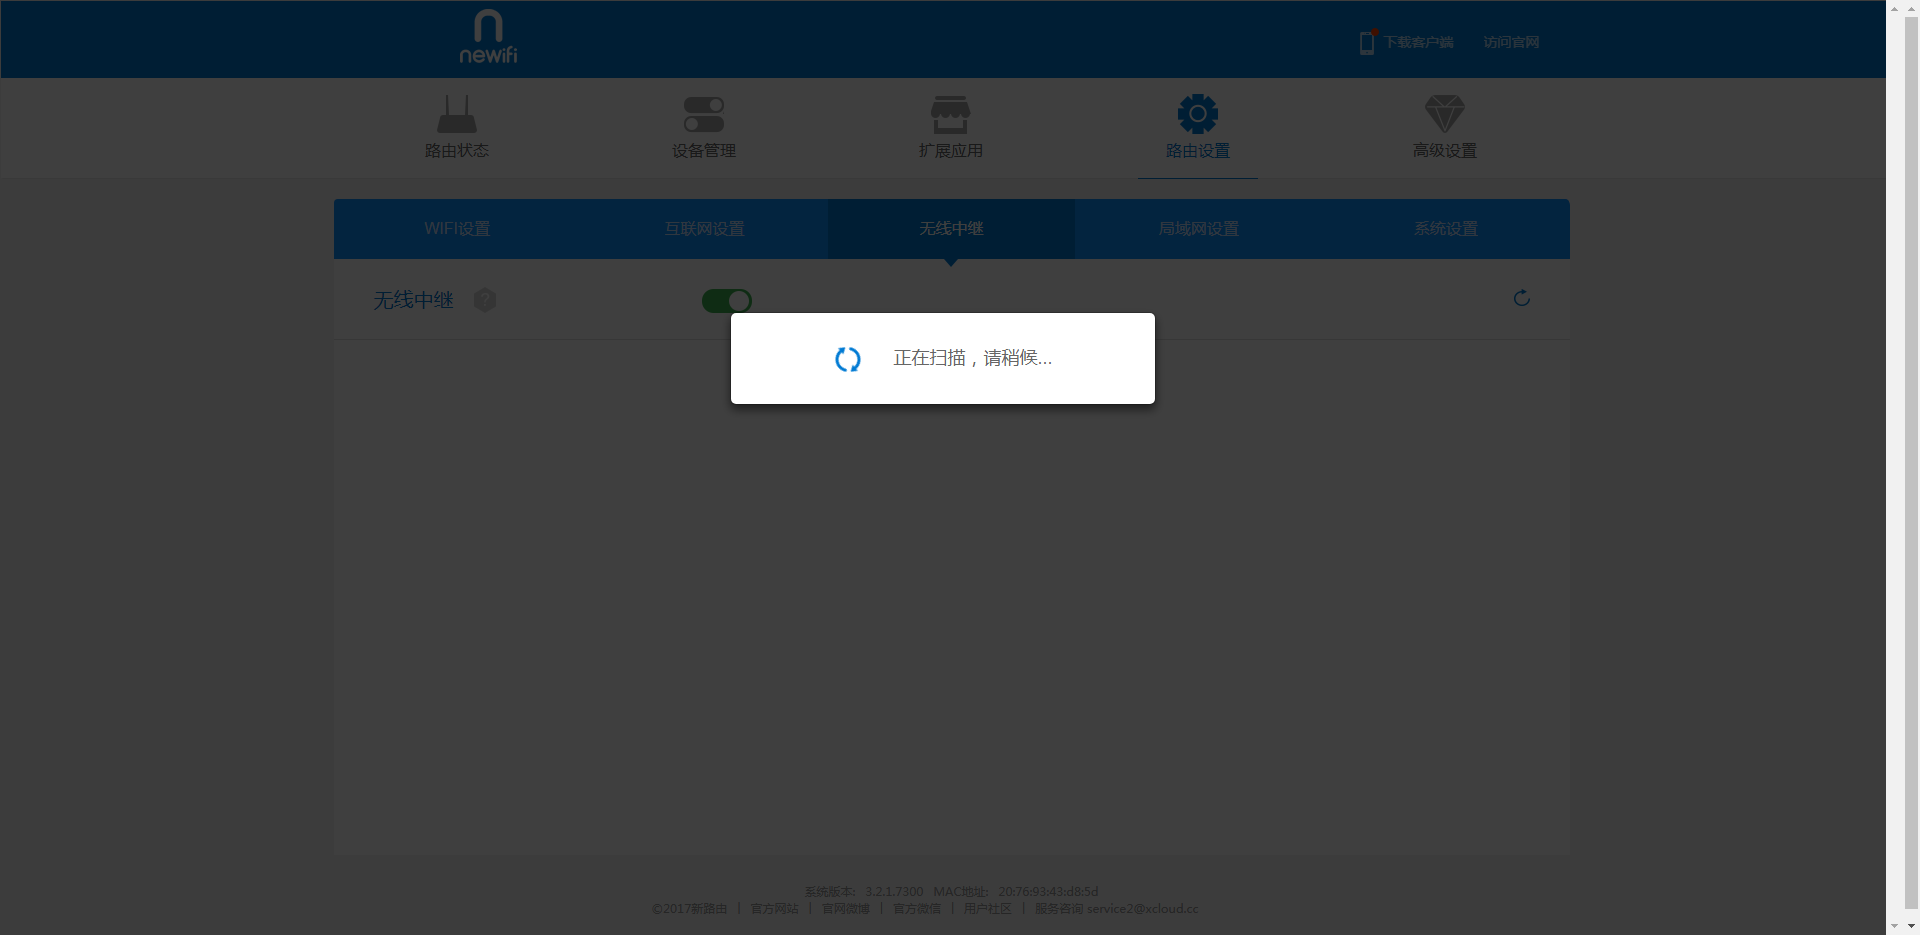 newifi
下载客户端 访问官网
路由状态 设备管理 扩展应用 路由设置 高级设置
WIFI设置 互联网设置 无线中继 局域网设置 系统设置
无线中继 ?
正在扫描，请稍候...
系统版本: 3.2.1.7300 MAC地址: 20:76:93:43:d8:5d
©2017新路由 | 官方网站 | 官网微博 | 官方微信 | 用户社区 | 服务咨询 service2@xcloud.cc